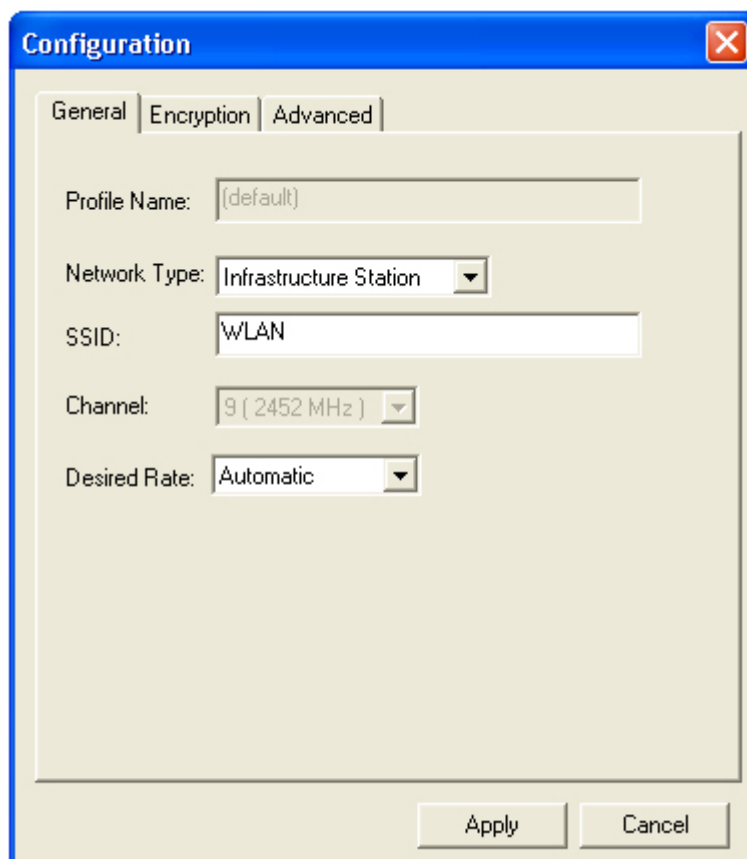 Configuration
General Encryption Advanced
Profile Name: (default)
Network Type: Infrastructure Station
SSID: WLAN
Channel: 9 ( 2452 MHz )
Desired Rate: Automatic
Apply Cancel